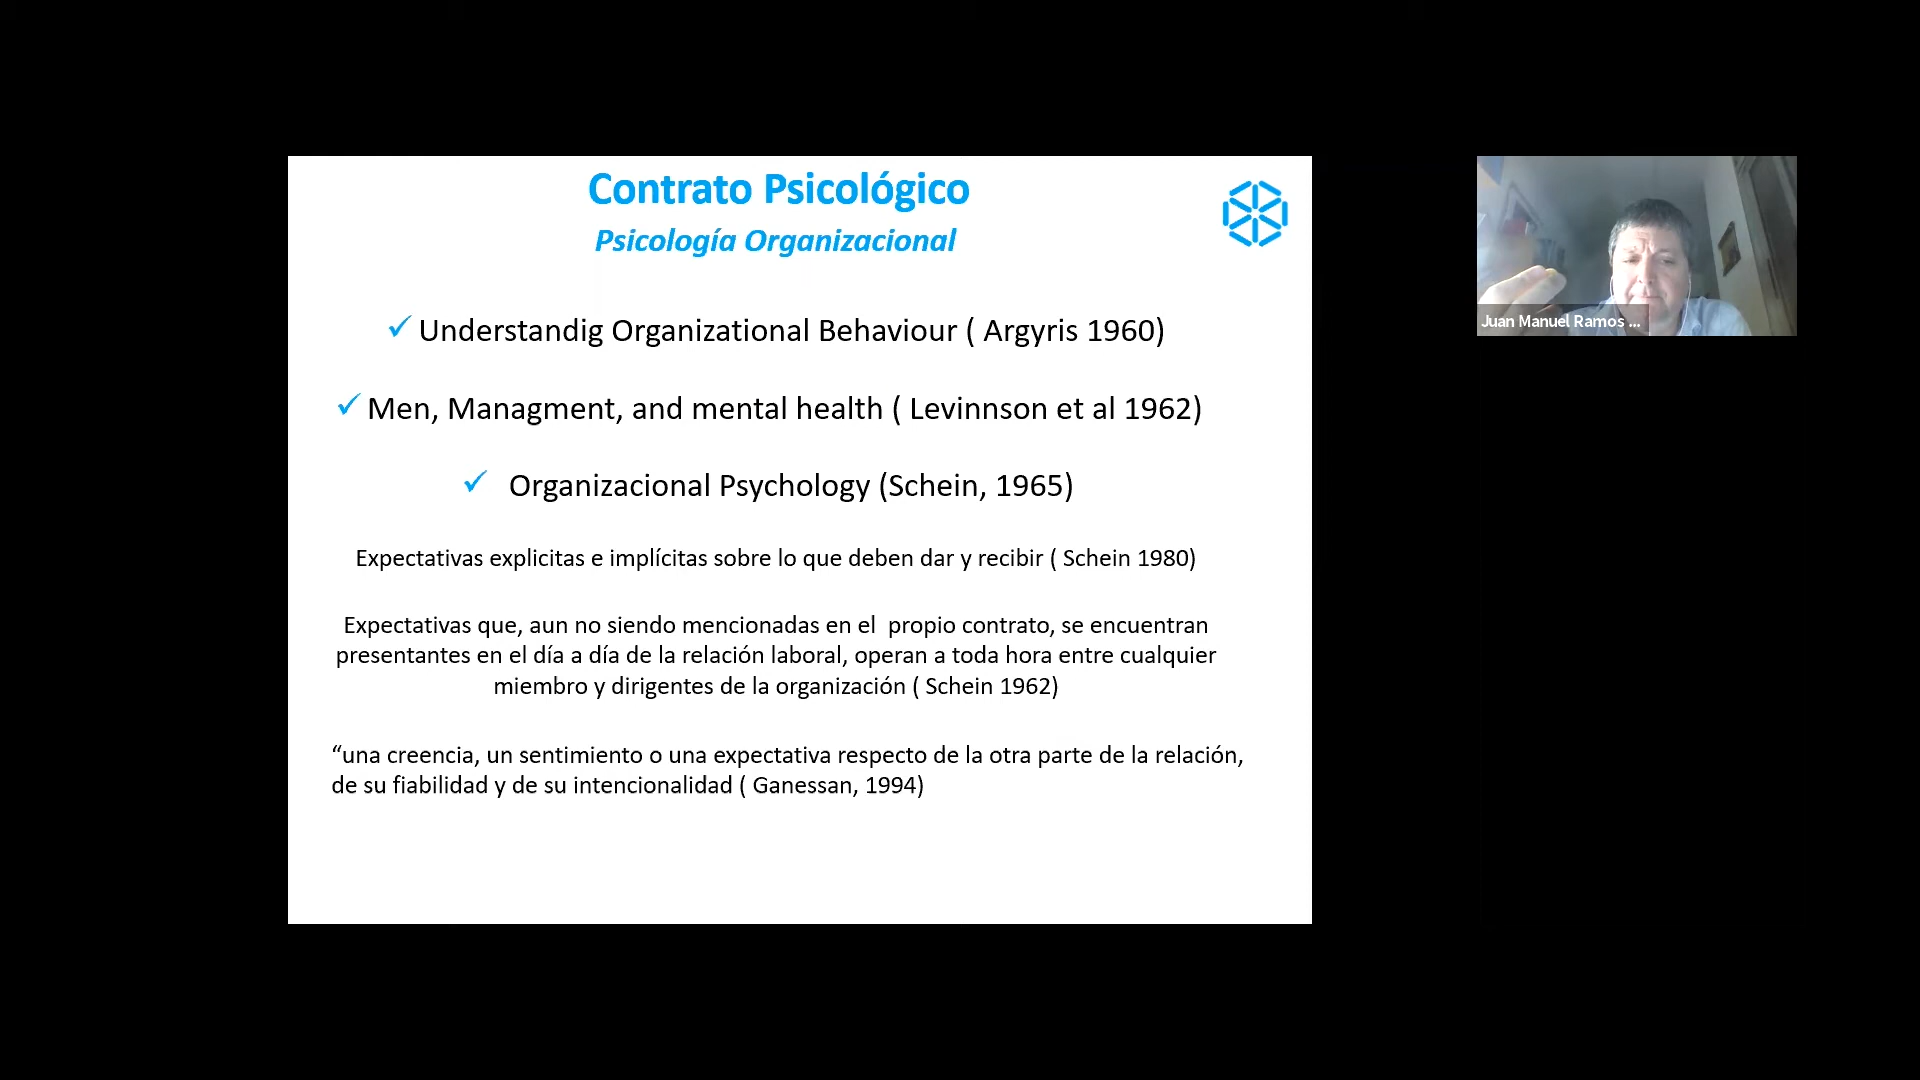 Contrato Psicológico
Psicología Organizacional
✓ Understandig Organizational Behaviour ( Argyris 1960)
✓ Men, Managment, and mental health ( Levinnson et al 1962)
✓ Organizacional Psychology (Schein, 1965)
Expectativas explicitas e implícitas sobre lo que deben dar y recibir ( Schein 1980)
Expectativas que, aun no siendo mencionadas en el propio contrato, se encuentran
presentantes en el día a día de la relación laboral, operan a toda hora entre cualquier
miembro y dirigentes de la organización ( Schein 1962)
“una creencia, un sentimiento o una expectativa respecto de la otra parte de la relación,
de su fiabilidad y de su intencionalidad ( Ganessan, 1994)
Juan Manuel Ramos ...